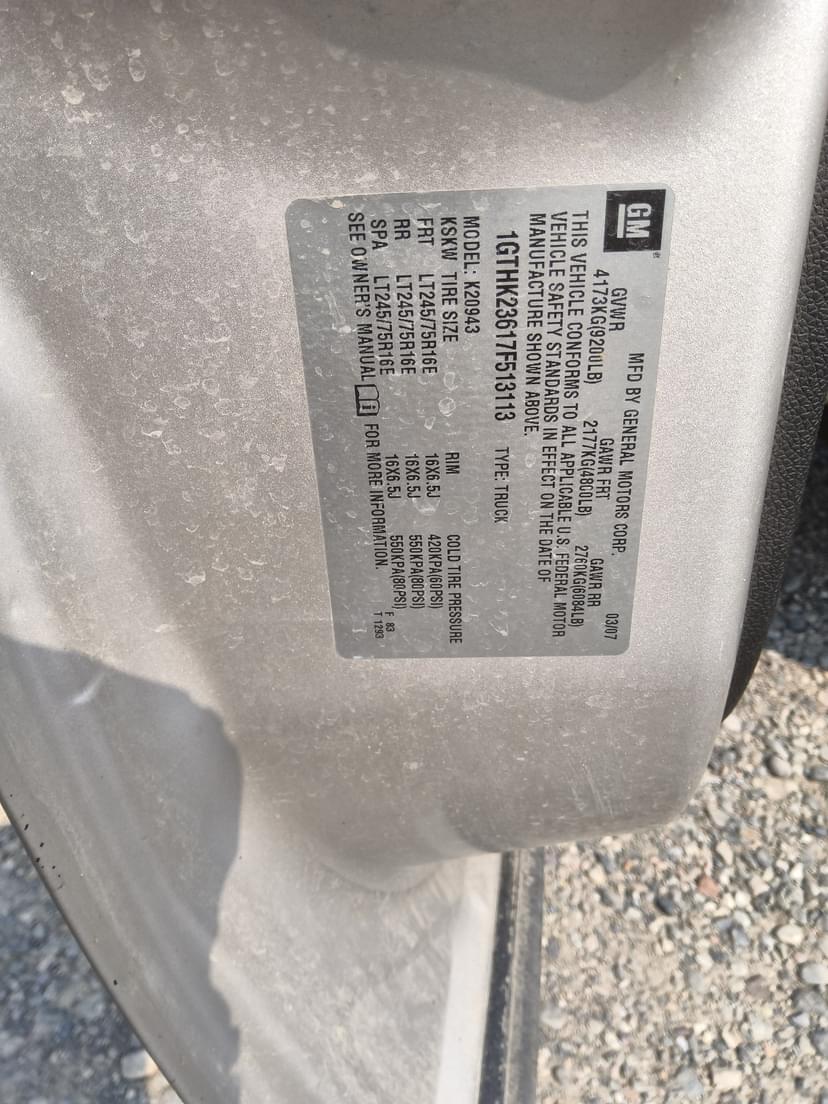 GM
MFD BY GENERAL MOTORS CORP. 03/07
GVWR GAWR FRT GAWR RR
4173KG(9200LB) 2177KG(4800LB) 2760KG(6084LB)
THIS VEHICLE CONFORMS TO ALL APPLICABLE U.S. FEDERAL MOTOR
VEHICLE SAFETY STANDARDS IN EFFECT ON THE DATE OF
MANUFACTURE SHOWN ABOVE.
1GTHK23617F513113 TYPE: TRUCK
MODEL: K20943
KSKW TIRE SIZE RIM COLD TIRE PRESSURE
FRT LT245/75R16E 16X6.5J 420KPA(60PSI)
RR LT245/75R16E 16X6.5J 550KPA(80PSI)
SPA LT245/75R16E 16X6.5J 550KPA(80PSI)
SEE OWNER'S MANUAL FOR MORE INFORMATION.
F 83
T 1293